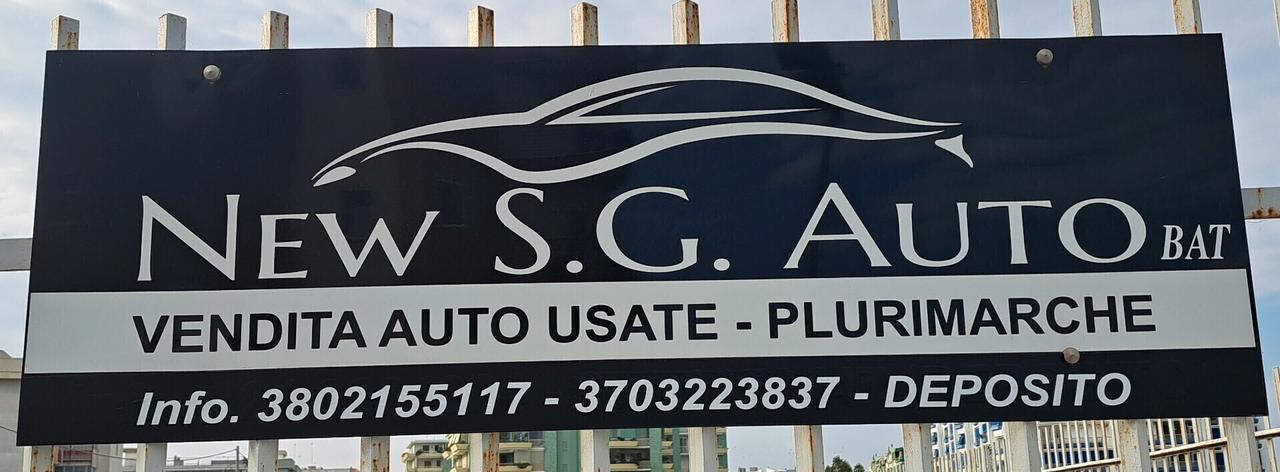 New S.G. Auto BAT
VENDITA AUTO USATE - PLURIMARCHE
Info. 3802155117 - 3703223837 - DEPOSITO